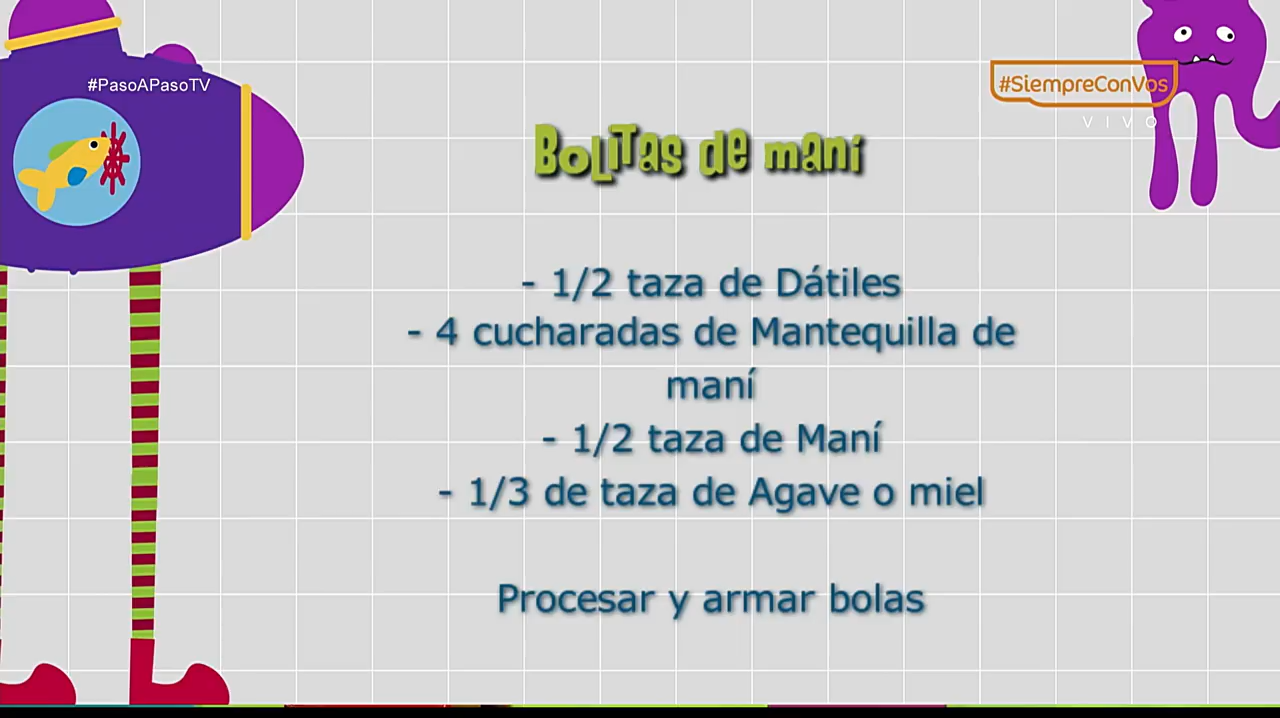 #PasoAPasoTV
#SiempreConVos
VIVO
Bolitas de maní
- 1/2 taza de Dátiles
- 4 cucharadas de Mantequilla de
maní
- 1/2 taza de Maní
- 1/3 de taza de Agave o miel
Procesar y armar bolas